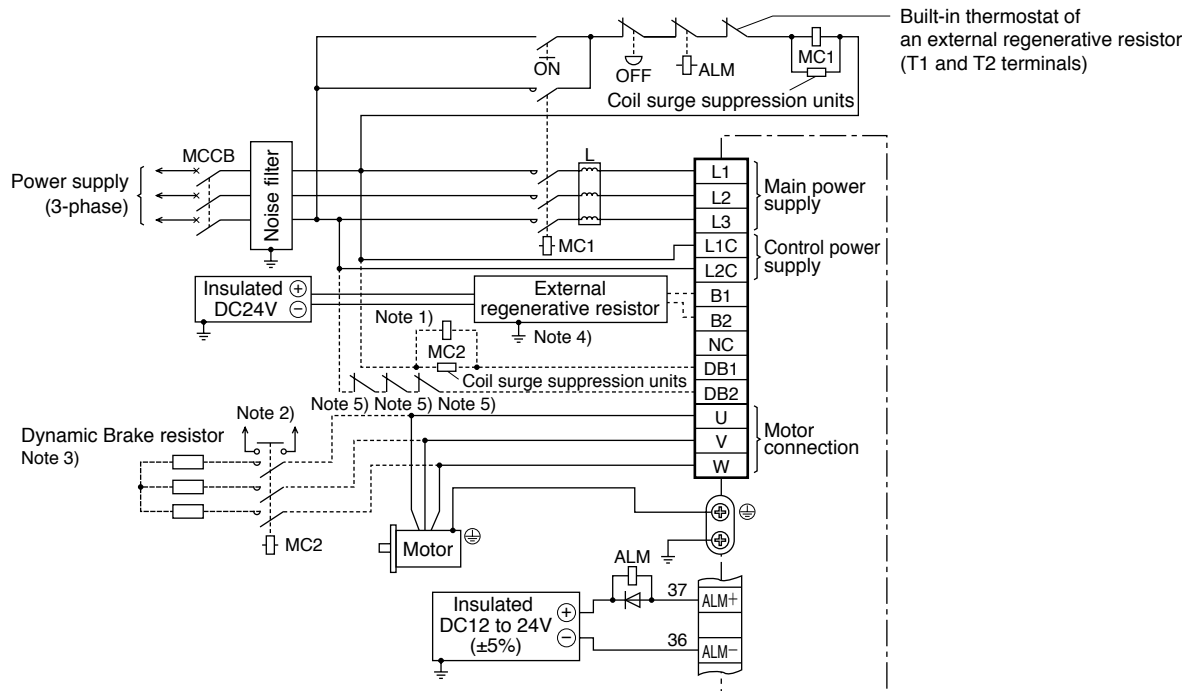 Built-in thermostat of
an external regenerative resistor
(T1 and T2 terminals)
ON
OFF
ALM
MC1
Coil surge suppression units
MCCB
Noise filter
L
Power supply
(3-phase)
MC1
L1
L2
L3
L1C
L2C
B1
B2
NC
DB1
DB2
U
V
W
Main power
supply
Control power
supply
Motor
connection
Insulated
DC24V
+
−
External
regenerative resistor
Note 1)
Note 4)
MC2
Coil surge suppression units
Note 5) Note 5) Note 5)
Note 2)
Dynamic Brake resistor
Note 3)
MC2
Motor
ALM
Insulated
DC12 to 24V
(±5%)
+
−
37
36
ALM+
ALM−